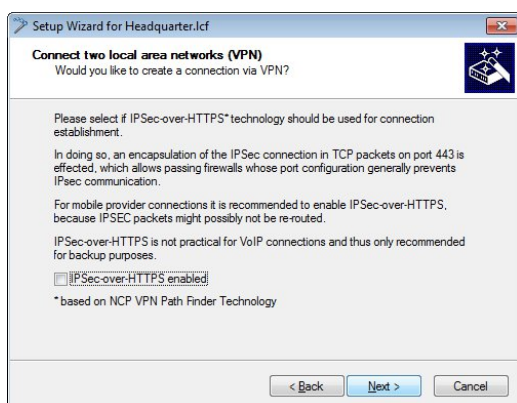 Setup Wizard for Headquarter.lcf
Connect two local area networks (VPN)
Would you like to create a connection via VPN?
Please select if IPSec-over-HTTPS* technology should be used for connection
establishment.
In doing so, an encapsulation of the IPSec connection in TCP packets on port 443 is
effected, which allows passing firewalls whose port configuration generally prevents
IPsec communication.
For mobile provider connections it is recommended to enable IPSec-over-HTTPS,
because IPSEC packets might possibly not be re-routed.
IPSec-over-HTTPS is not practical for VoIP connections and thus only recommended
for backup purposes.
IPSec-over-HTTPS enabled
* based on NCP VPN Path Finder Technology
< Back
Next >
Cancel